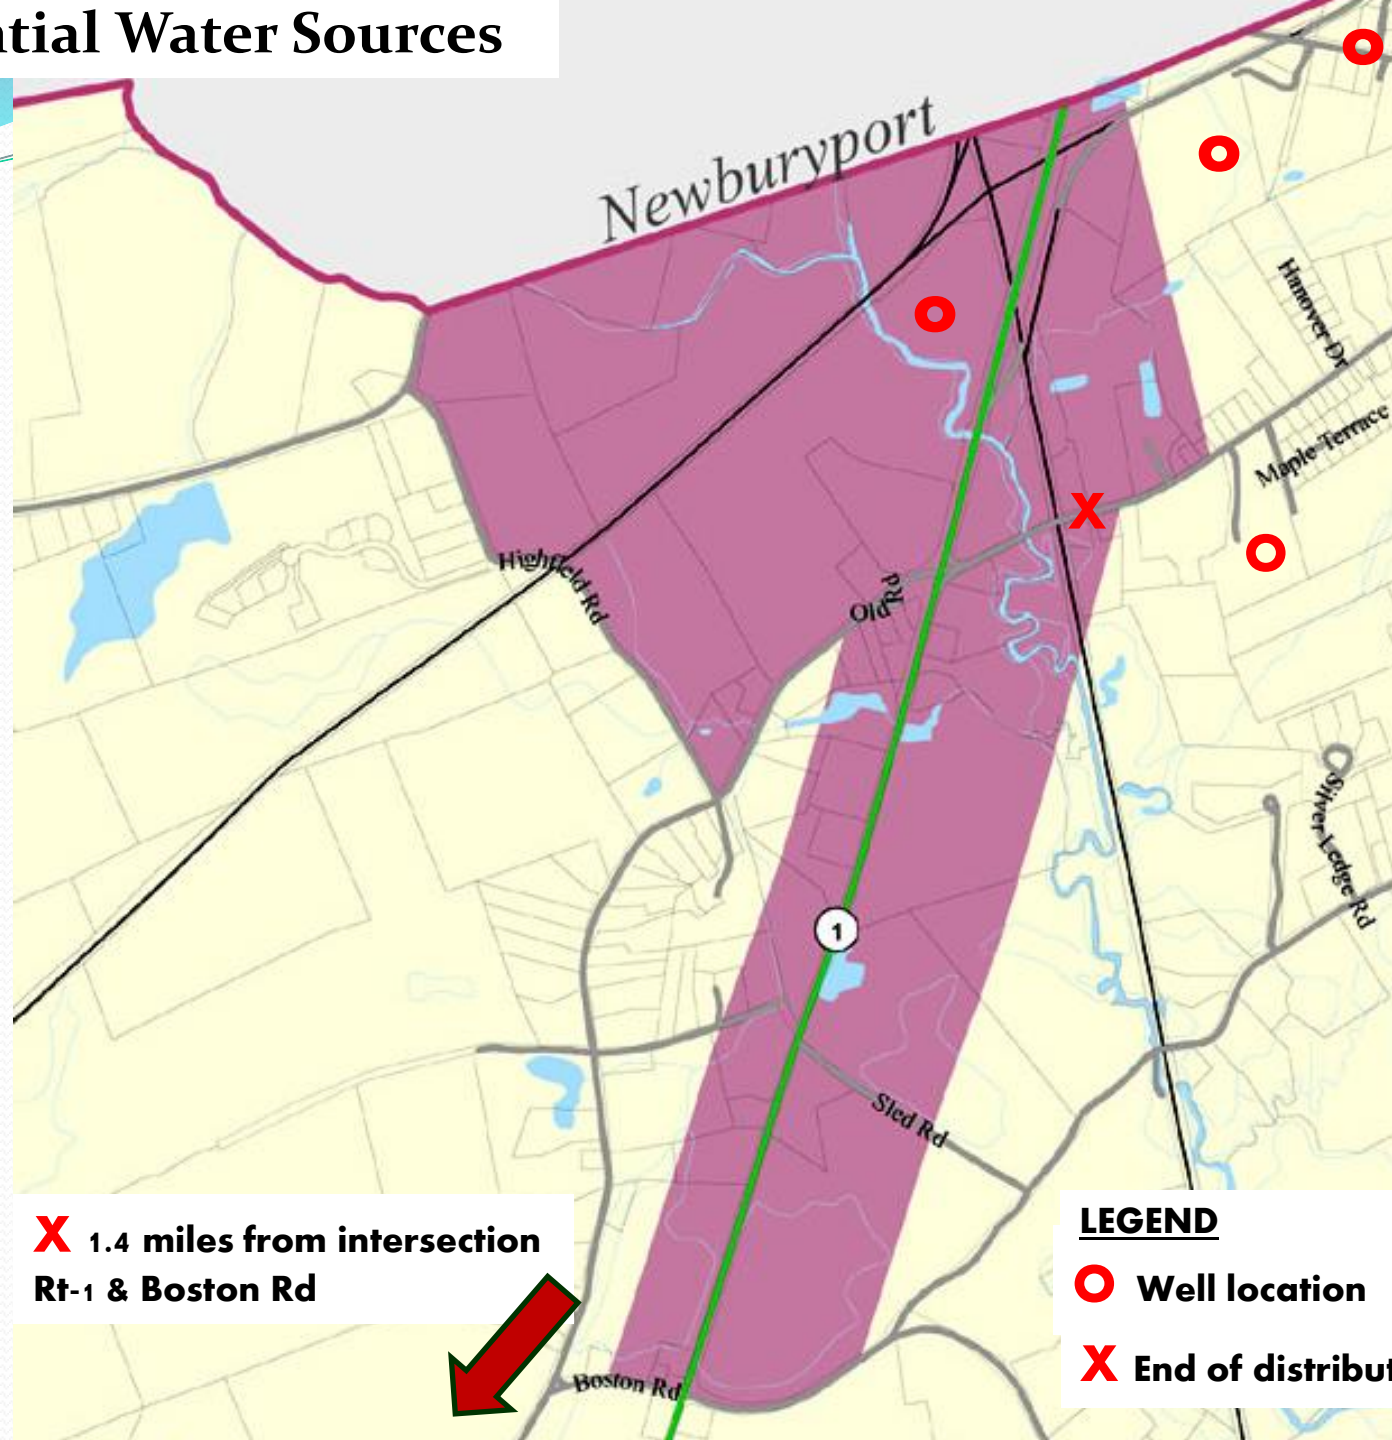 ntial Water Sources
Newburyport
Hanover Dr
Maple Terrace
Highfield Rd
Old Rd
X
Silver Ledge Rd
1
Sled Rd
X 1.4 miles from intersection
Rt-1 & Boston Rd
LEGEND
O Well location
X End of distribut
Boston Rd